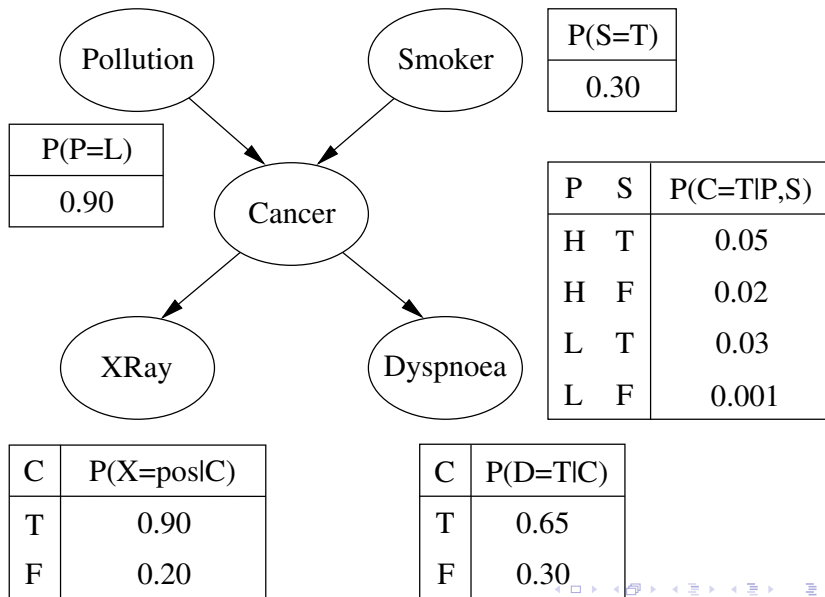 Pollution
Smoker
P(S=T)
0.30
P(P=L)
0.90
Cancer
P S P(C=T|P,S)
H T 0.05
H F 0.02
L T 0.03
L F 0.001
XRay
Dyspnoea
C P(X=pos|C)
T 0.90
F 0.20
C P(D=T|C)
T 0.65
F 0.30